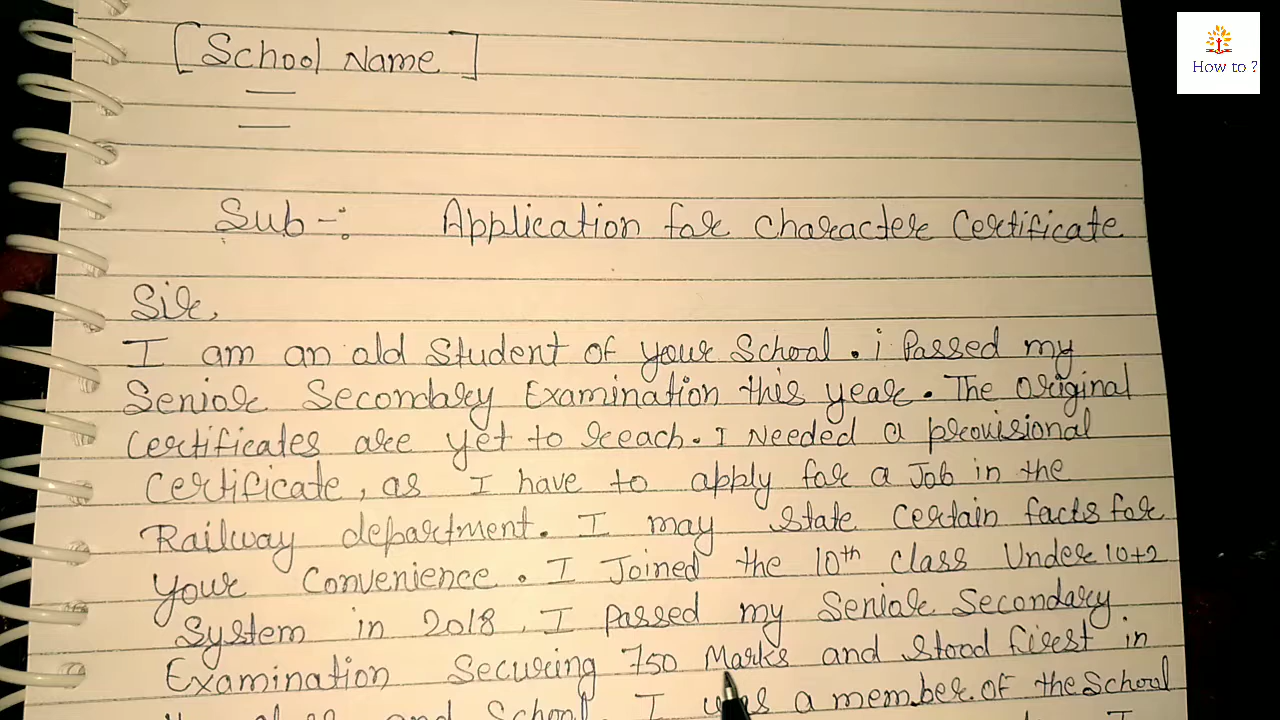 [School Name]
How to ?
Sub-: Application for Character Certificate
Sir,
I am an old student of your School. i Passed my
Senior Secondary Examination this year. The original
Certificates are yet to reach. I Needed a provisional
Certificate, as I have to apply for a Job in the
Railway department. I may state certain facts for
your Convenience. I Joined the 10th class Under 10+2
System in 2018. I passed my Senior Secondary
Examination Securing 750 Marks and stood first in
and School. I was a member of the School